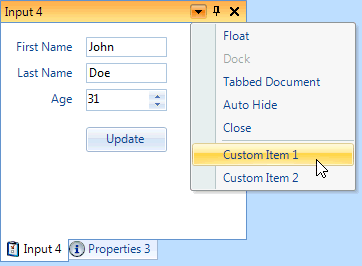 Input 4
First Name John
Last Name Doe
Age 31
Update
Float
Dock
Tabbed Document
Auto Hide
Close
Custom Item 1
Custom Item 2
Input 4 Properties 3